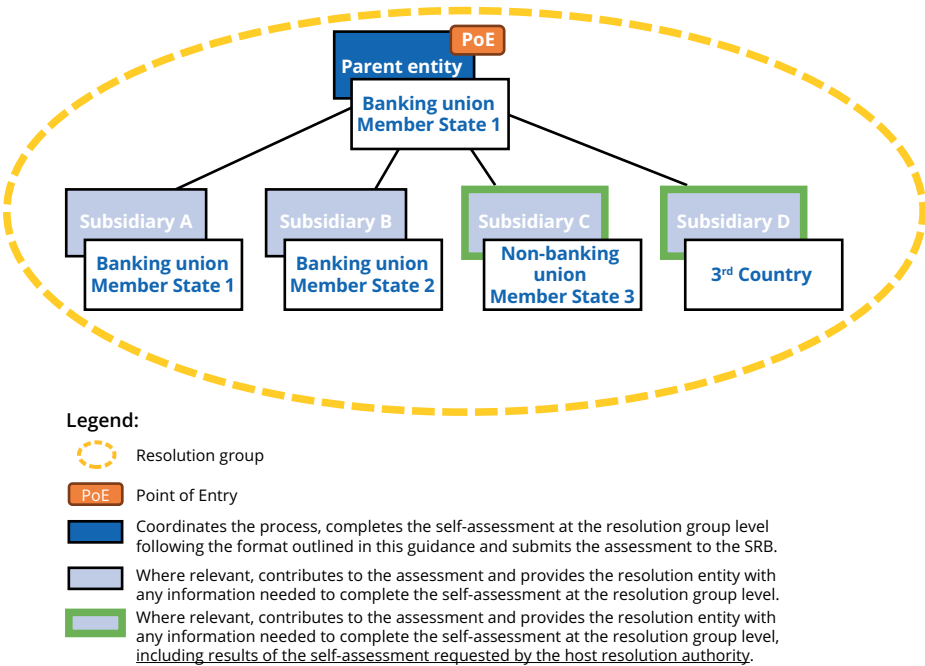 PoE
Parent entity
Banking union
Member State 1
Subsidiary A
Banking union
Member State 1
Subsidiary B
Banking union
Member State 2
Subsidiary C
Non-banking
union
Member State 3
Subsidiary D
3rd Country
Legend:
Resolution group
PoE
Point of Entry
Coordinates the process, completes the self-assessment at the resolution group level
following the format outlined in this guidance and submits the assessment to the SRB.
Where relevant, contributes to the assessment and provides the resolution entity with
any information needed to complete the self-assessment at the resolution group level.
Where relevant, contributes to the assessment and provides the resolution entity with
any information needed to complete the self-assessment at the resolution group level,
including results of the self-assessment requested by the host resolution authority.